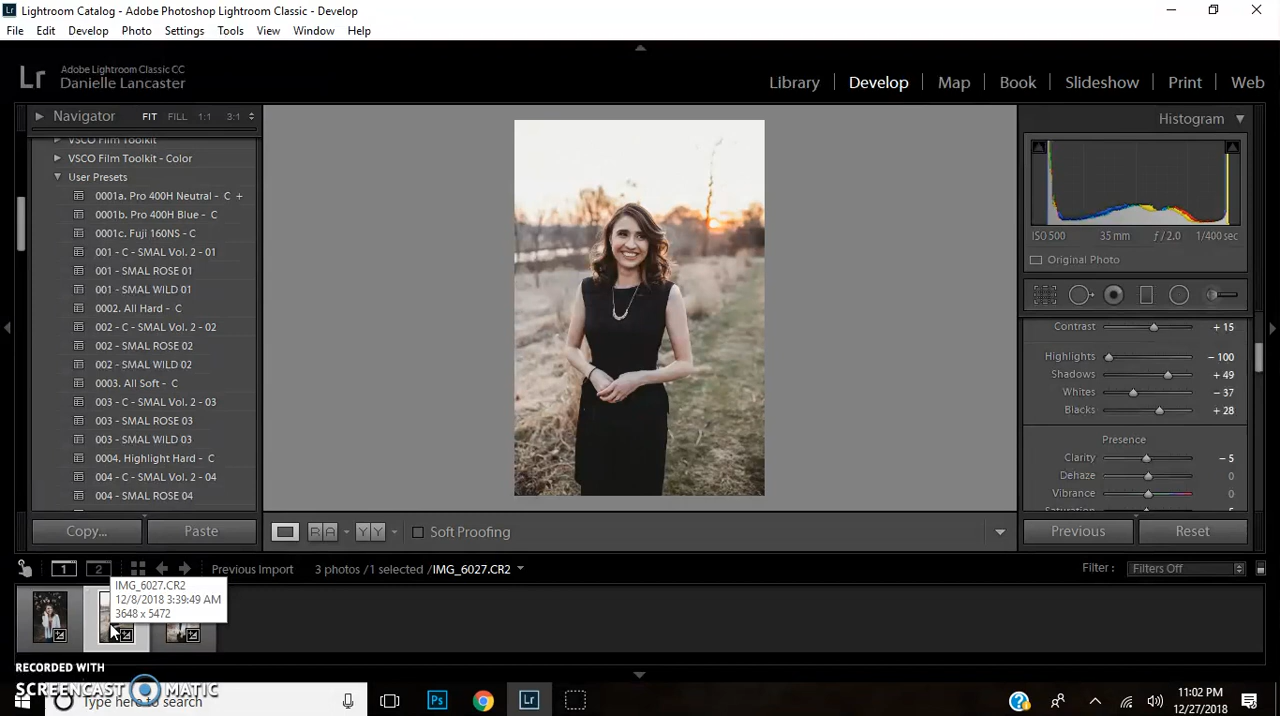 Lightroom Catalog - Adobe Photoshop Lightroom Classic - Develop
File Edit Develop Photo Settings Tools View Window Help
Lr Adobe Lightroom Classic CC
Danielle Lancaster
Library Develop Map Book Slideshow Print Web
Navigator FIT FILL 1:1 3:1
Histogram
VSCO Film Toolkit
VSCO Film Toolkit - Color
User Presets
0001a. Pro 400H Neutral - C +
0001b. Pro 400H Blue - C
0001c. Fuji 160NS - C
001 - C - SMAL Vol. 2 - 01
001 - SMAL ROSE 01
001 - SMAL WILD 01
0002. All Hard - C
002 - C - SMAL Vol. 2 - 02
002 - SMAL ROSE 02
002 - SMAL WILD 02
0003. All Soft - C
003 - C - SMAL Vol. 2 - 03
003 - SMAL ROSE 03
003 - SMAL WILD 03
0004. Highlight Hard - C
004 - C - SMAL Vol. 2 - 04
004 - SMAL ROSE 04
ISO 500 35 mm ƒ / 2.0 1/400 sec
Original Photo
Contrast + 15
Highlights − 100
Shadows + 49
Whites − 37
Blacks + 28
Presence
Clarity − 5
Dehaze 0
Vibrance 0
Saturation
Copy... Paste
R A Y Y Soft Proofing
Previous Reset
1 2 Previous Import 3 photos / 1 selected / IMG_6027.CR2
Filter : Filters Off
IMG_6027.CR2
12/8/2018 3:39:49 AM
3648 x 5472
RECORDED WITH
SCREENCAST MATIC
Type here to search
Ps Lr
11:02 PM
12/27/2018